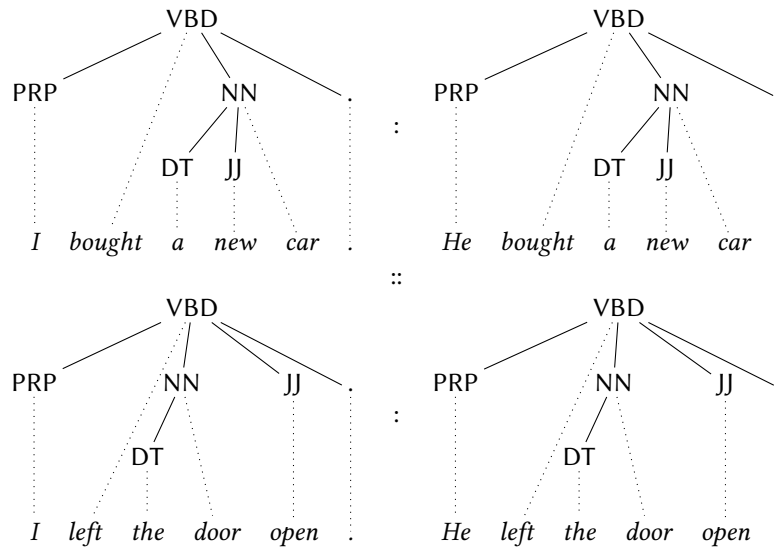 VBD VBD
PRP NN . PRP NN
:
DT JJ DT JJ
I bought a new car . He bought a new car
::
VBD VBD
PRP NN JJ . PRP NN JJ
:
DT DT
I left the door open . He left the door open